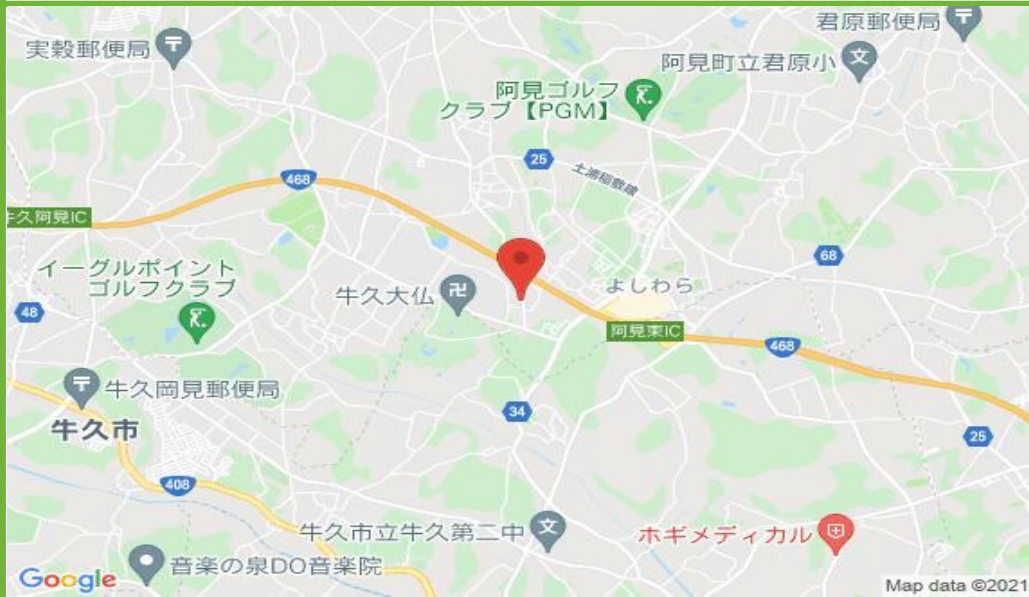 君原郵便局
実穀郵便局
阿見町立君原小
阿見ゴルフ
クラブ【PGM】
25
土浦稲敷線
468
牛久阿見IC
68
イーグルポイント
ゴルフクラブ
牛久大仏
よしわら
48
阿見東IC
468
牛久岡見郵便局
34
牛久市
25
408
牛久市立牛久第二中
ホギメディカル
音楽の泉DO音楽院
Google
Map data ©2021